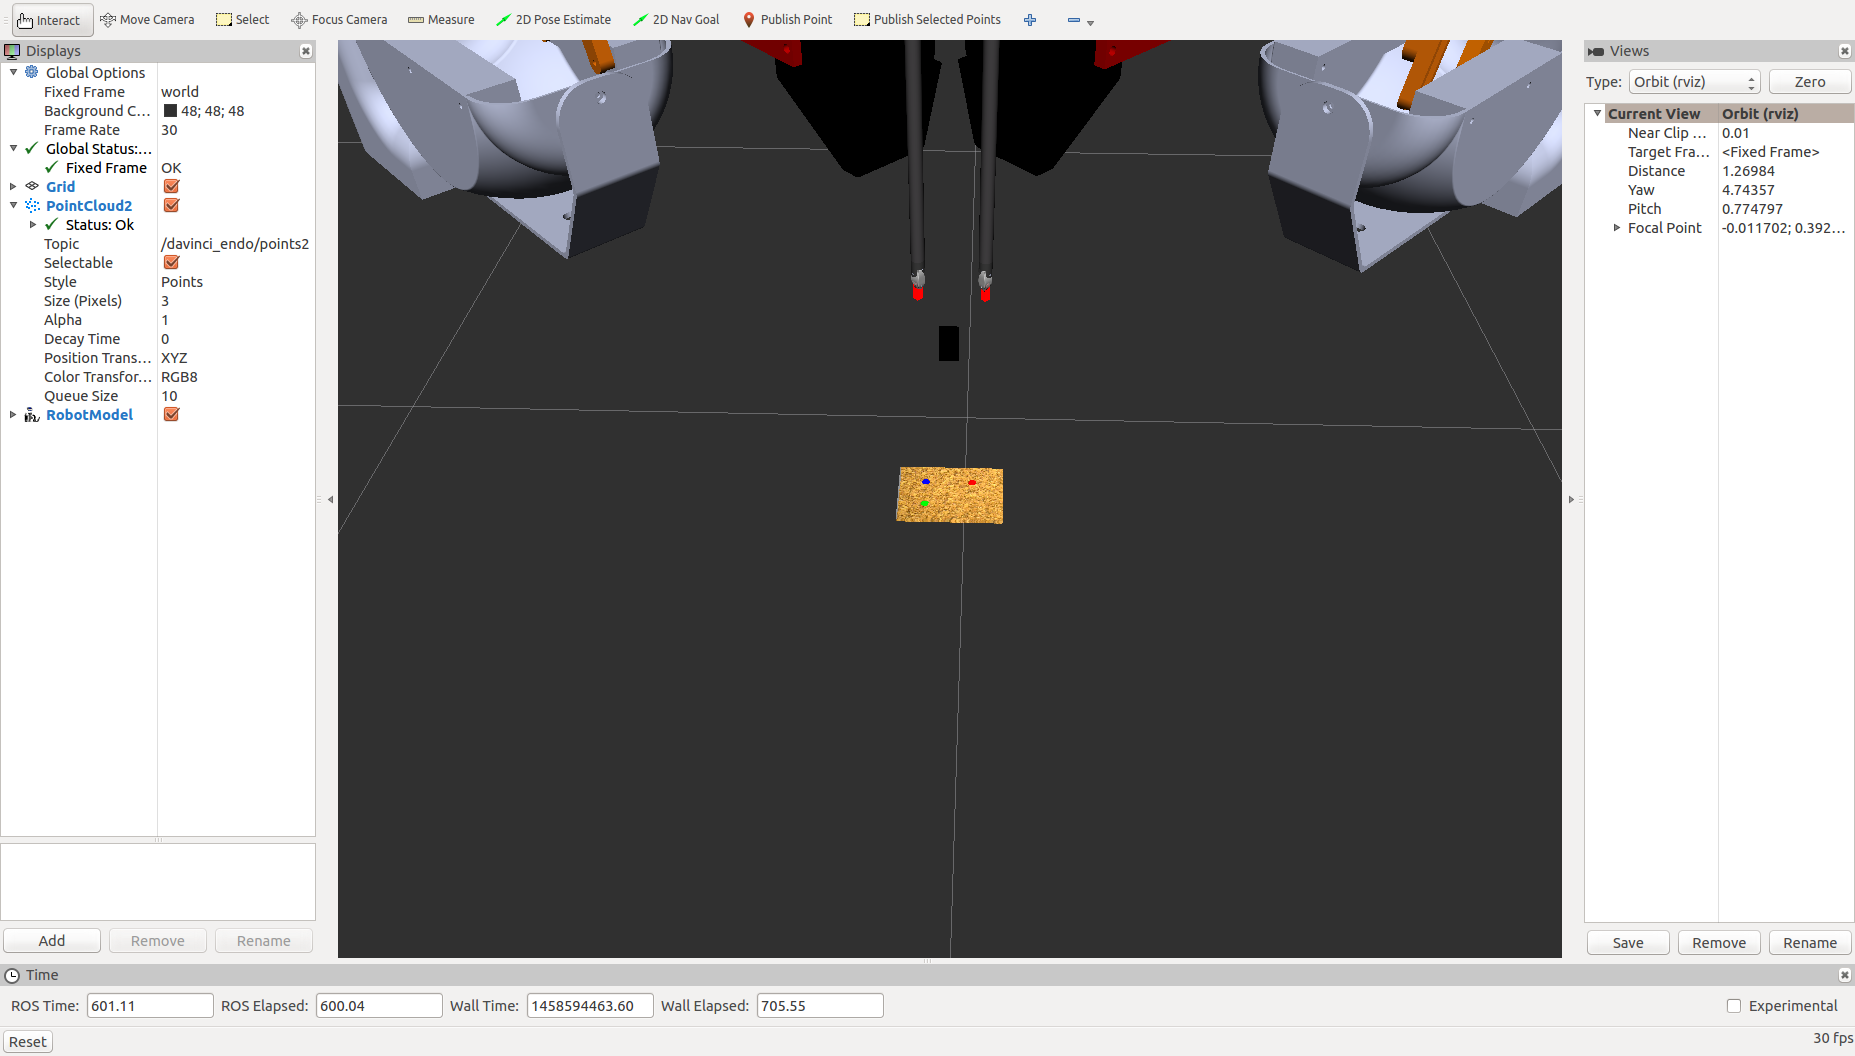 Interact Move Camera Select Focus Camera Measure 2D Pose Estimate 2D Nav Goal Publish Point Publish Selected Points
Displays
Global Options
Fixed Frame world
Background C... 48; 48; 48
Frame Rate 30
Global Status:...
Fixed Frame OK
Grid
PointCloud2
Status: Ok
Topic /davinci_endo/points2
Selectable
Style Points
Size (Pixels) 3
Alpha 1
Decay Time 0
Position Trans... XYZ
Color Transfor... RGB8
Queue Size 10
RobotModel
Add Remove Rename
Views
Type: Orbit (rviz) Zero
Current View Orbit (rviz)
Near Clip ... 0.01
Target Fra... <Fixed Frame>
Distance 1.26984
Yaw 4.74357
Pitch 0.774797
Focal Point -0.011702; 0.392...
Save Remove Rename
Time
ROS Time: 601.11 ROS Elapsed: 600.04 Wall Time: 1458594463.60 Wall Elapsed: 705.55 Experimental
Reset 30 fps